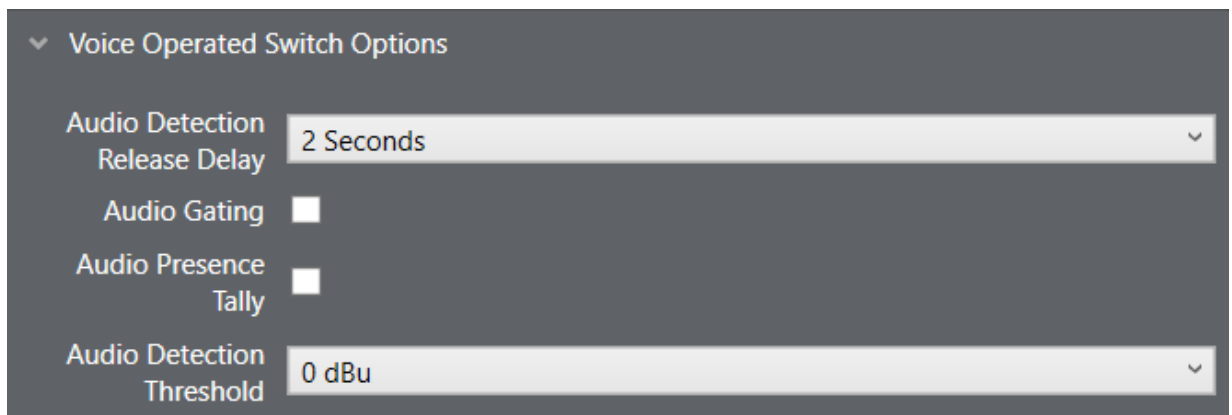 Voice Operated Switch Options
Audio Detection
Release Delay
2 Seconds
Audio Gating
Audio Presence
Tally
Audio Detection
Threshold
0 dBu